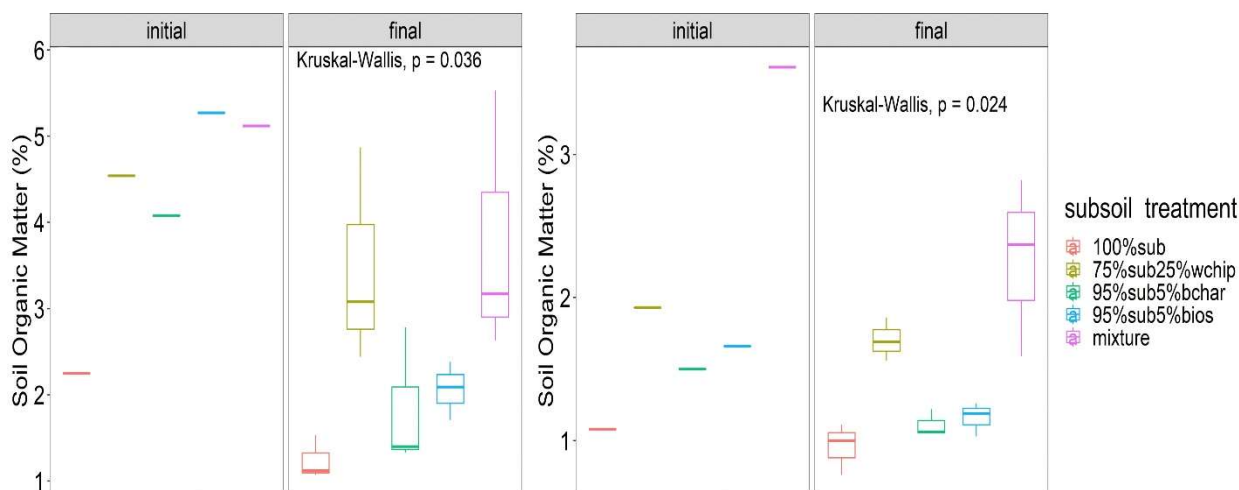 initial
final
Kruskal-Wallis, p = 0.036
Soil Organic Matter (%)
6
5
4
3
2
1
initial
final
Kruskal-Wallis, p = 0.024
Soil Organic Matter (%)
3
2
1
subsoil treatment
a 100%sub
a 75%sub25%wchip
a 95%sub5%bchar
a 95%sub5%bios
a mixture